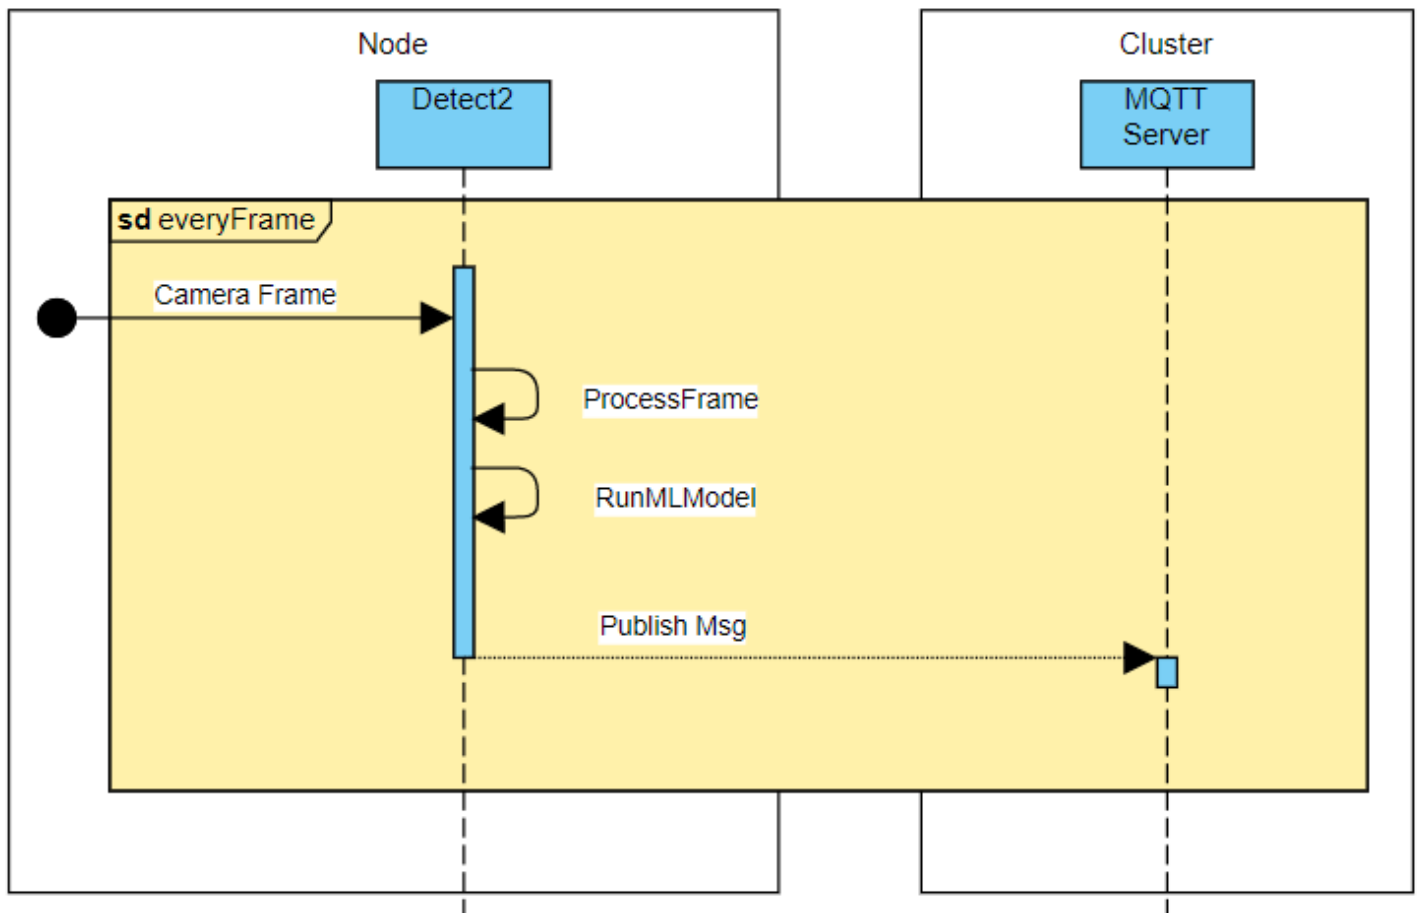 Node
Cluster
Detect2
MQTT
Server
sd everyFrame
Camera Frame
ProcessFrame
RunMLModel
Publish Msg